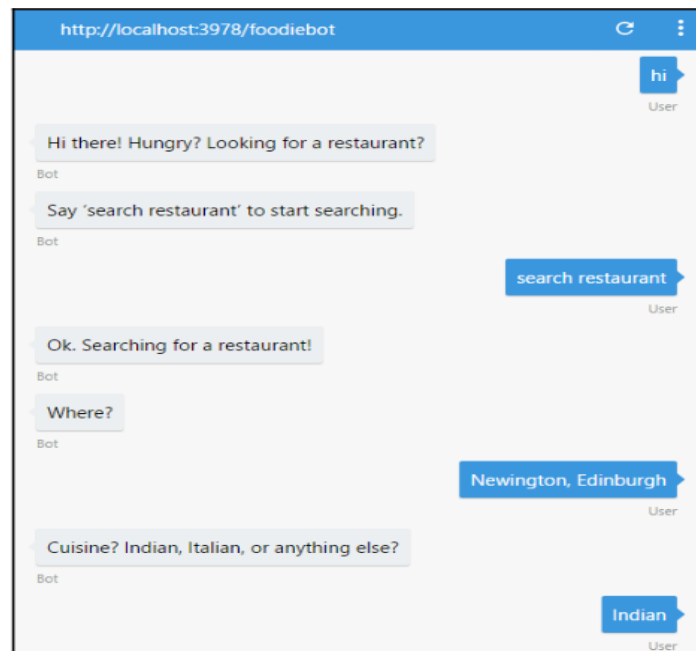 http://localhost:3978/foodiebot
hi
User
Hi there! Hungry? Looking for a restaurant?
Bot
Say ‘search restaurant’ to start searching.
Bot
search restaurant
User
Ok. Searching for a restaurant!
Bot
Where?
Bot
Newington, Edinburgh
User
Cuisine? Indian, Italian, or anything else?
Bot
Indian
User